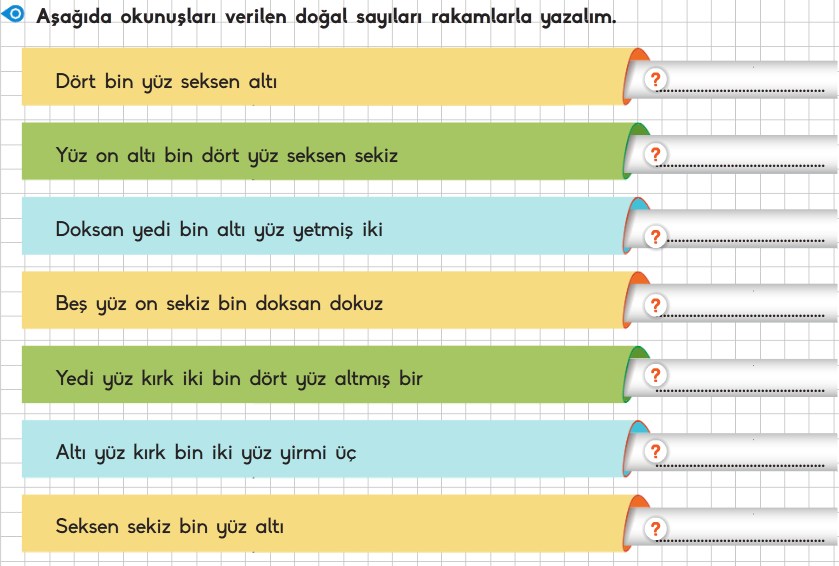 Aşağıda okunuşları verilen doğal sayıları rakamlarla yazalım.
Dört bin yüz seksen altı
?
Yüz on altı bin dört yüz seksen sekiz
?
Doksan yedi bin altı yüz yetmiş iki
?
Beş yüz on sekiz bin doksan dokuz
?
Yedi yüz kırk iki bin dört yüz altmış bir
?
Altı yüz kırk bin iki yüz yirmi üç
?
Seksen sekiz bin yüz altı
?